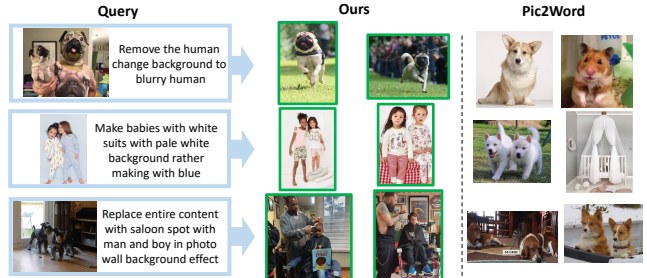 Query
Ours
Pic2Word
Remove the human
change background to
blurry human
Make babies with white
suits with pale white
background rather
making with blue
Replace entire content
with saloon spot with
man and boy in photo
wall background effect